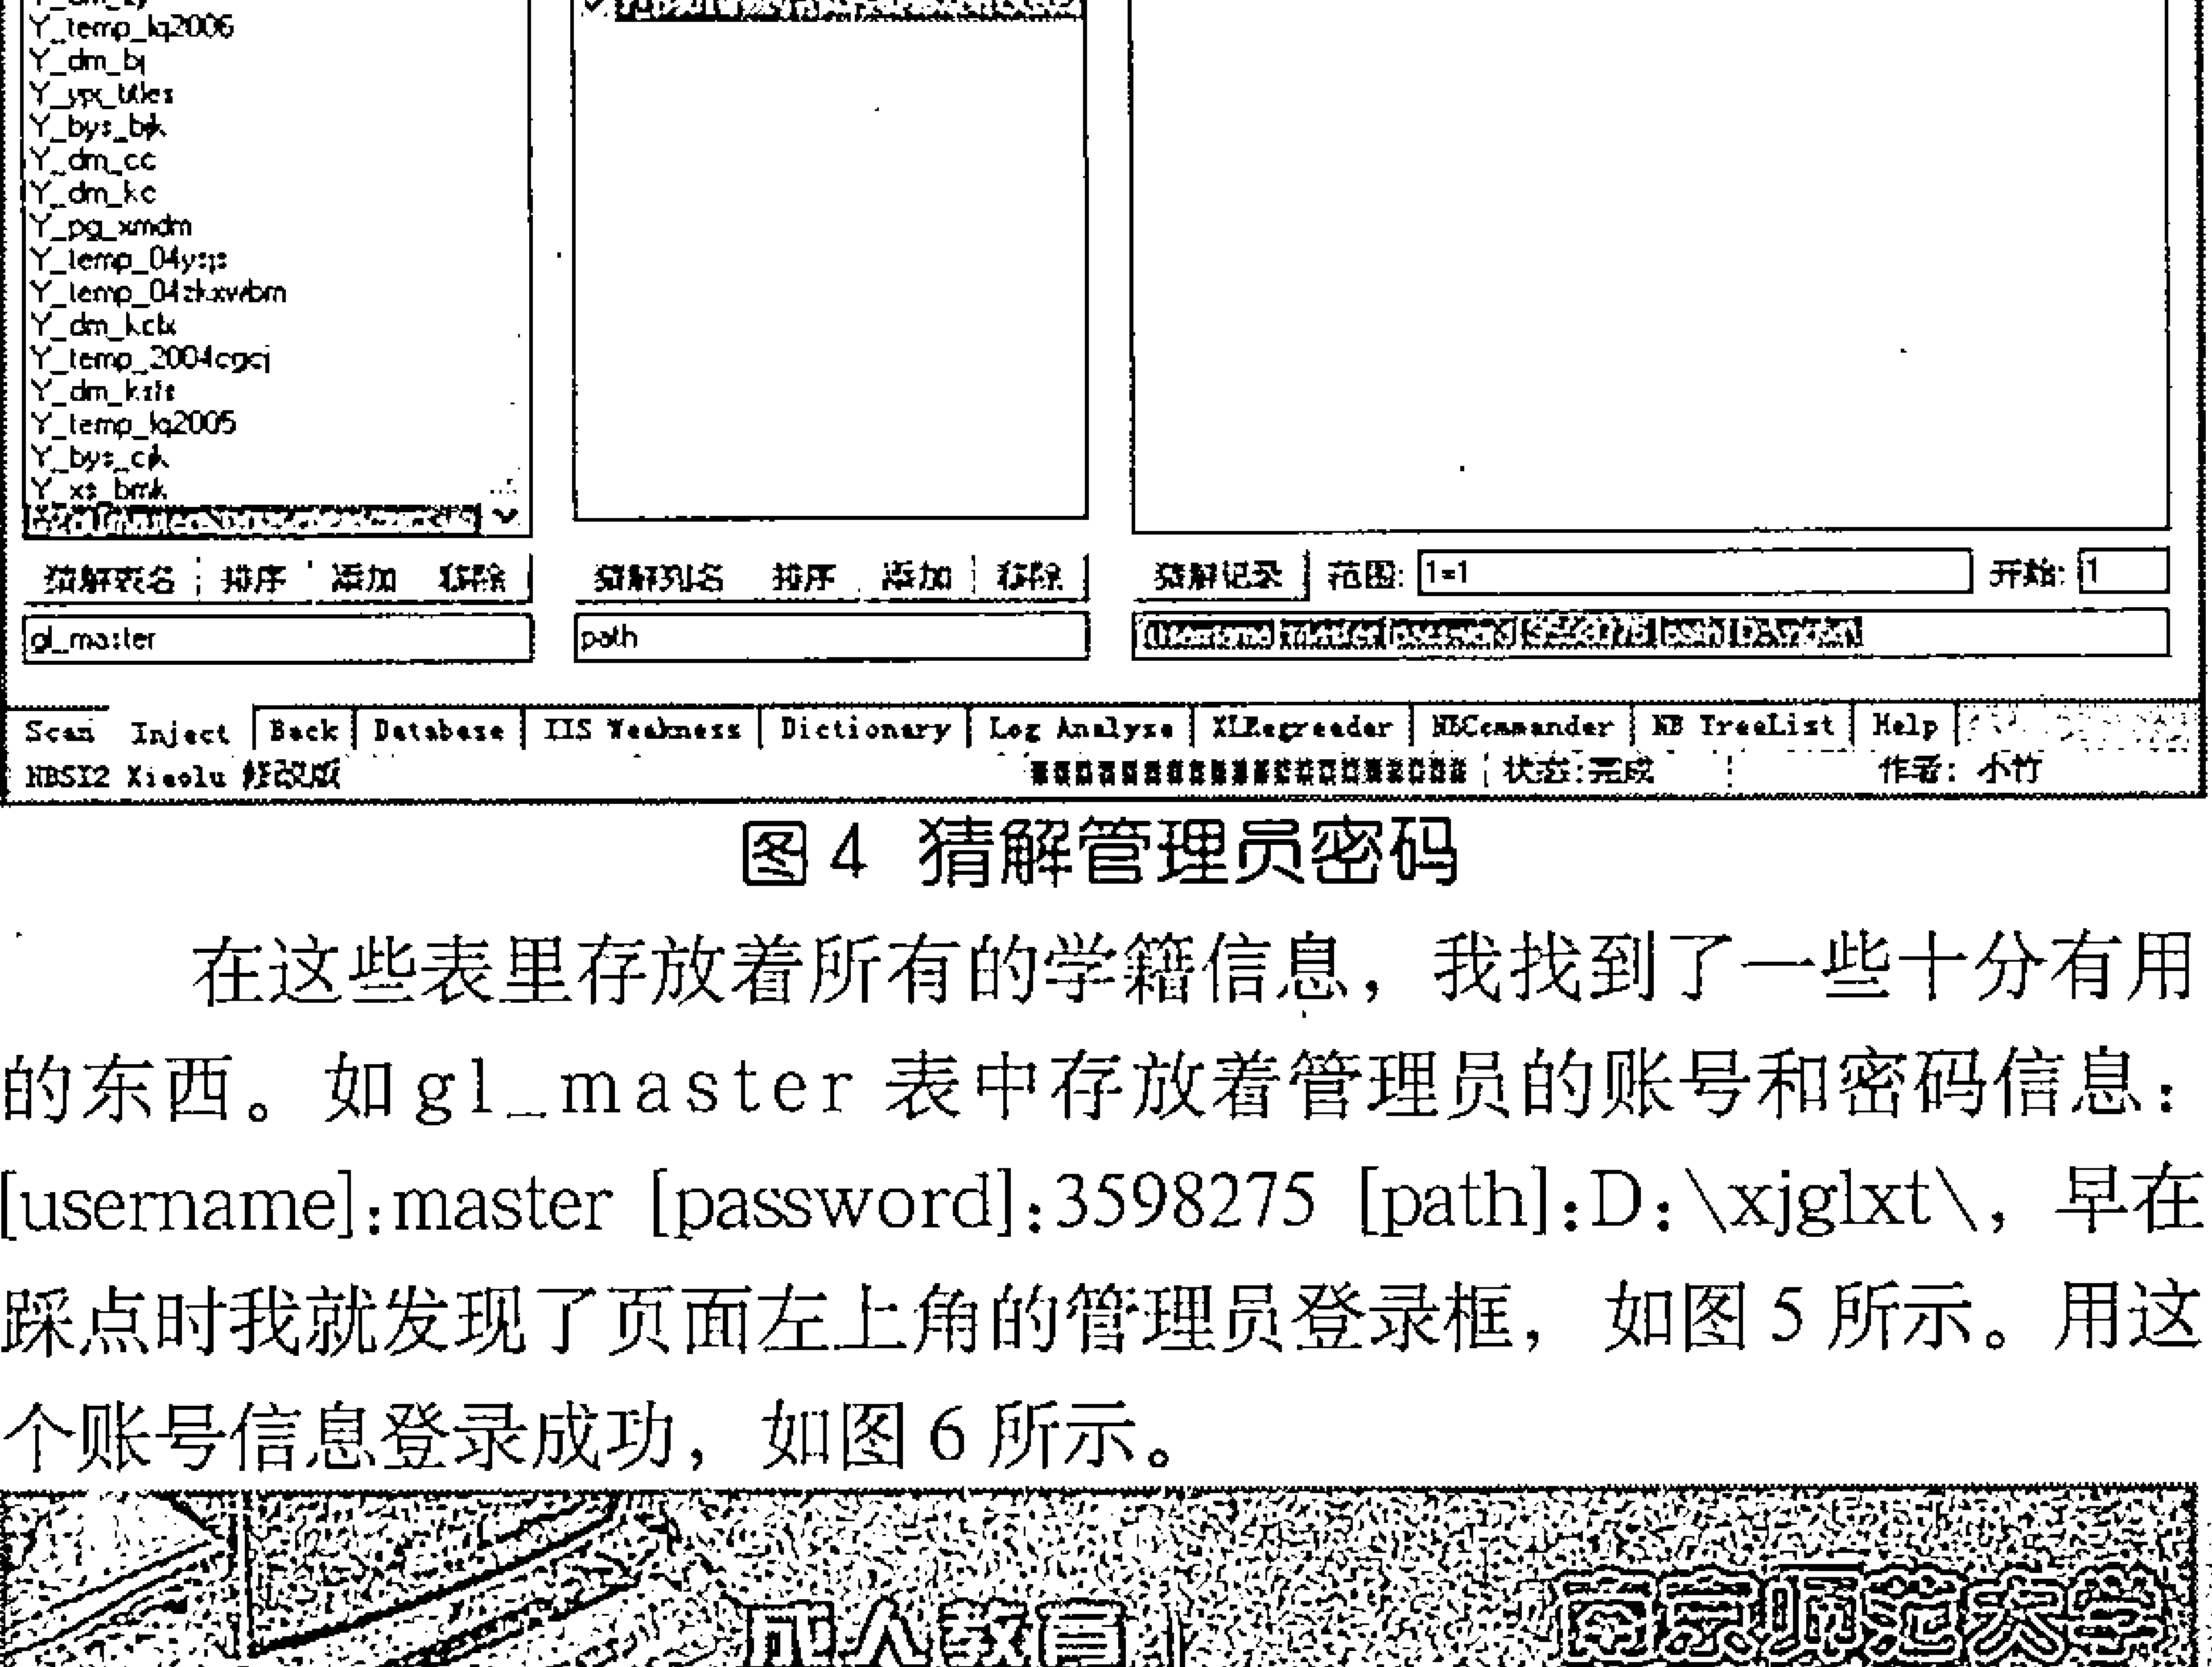 Y_temp_lq2006
Y_dm_bj
Y_bys_bjk
Y_dm_cc
Y_dm_kc
Y_pg_xmdm
Y_temp_04ysjs
Y_temp_04zkxwbm
Y_dm_kclx
Y_temp_2004cgcj
Y_dm_ksfs
Y_temp_lq2005
Y_bys_cjk
Y_xs_bmk
猜解表名 排序 添加 移除 猜解列名 排序 添加 移除 猜解记录 范围: 1=1 开始: 1
gl_master path
Scan Inject Back Database IIS Weakness Dictionary Log Analyze XLRegreader NBCommander NB TreeList Help
NBSI2 Xiaolu 修改版 状态:完成 作者: 小竹
图 4 猜解管理员密码
在这些表里存放着所有的学籍信息，我找到了一些十分有用
的东西。如 gl_master 表中存放着管理员的账号和密码信息：
[username]:master [password]:3598275 [path]:D:\xjglxt\，早在
踩点时我就发现了页面左上角的管理员登录框，如图 5 所示。用这
个账号信息登录成功，如图 6 所示。
成人教育 南京师范大学